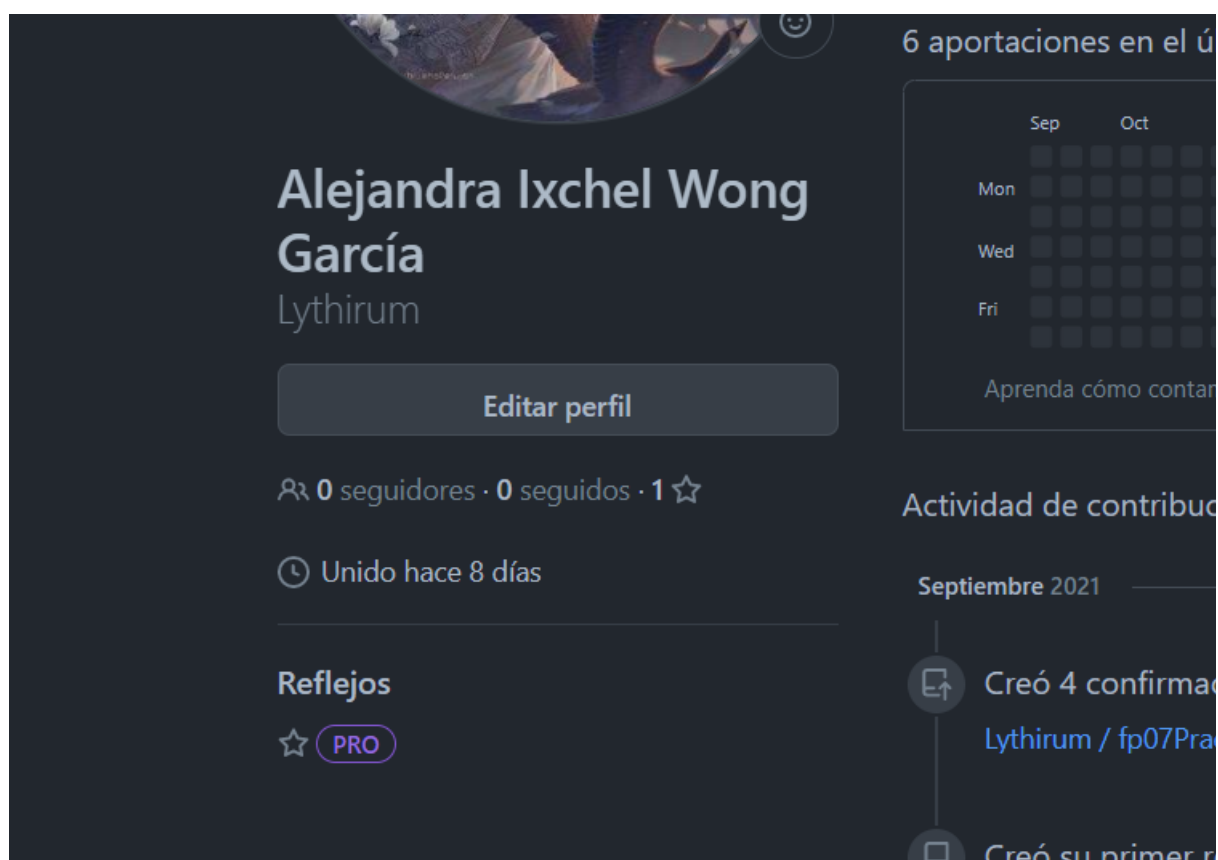 Alejandra Ixchel Wong
García
Lythirum
Editar perfil
0 seguidores · 0 seguidos · 1
Unido hace 8 días
Reflejos
PRO
6 aportaciones en el ú
Sep Oct
Mon
Wed
Fri
Aprenda cómo contar
Actividad de contribuc
Septiembre 2021
Creó 4 confirmac
Lythirum / fp07Prac
Creó su primer r